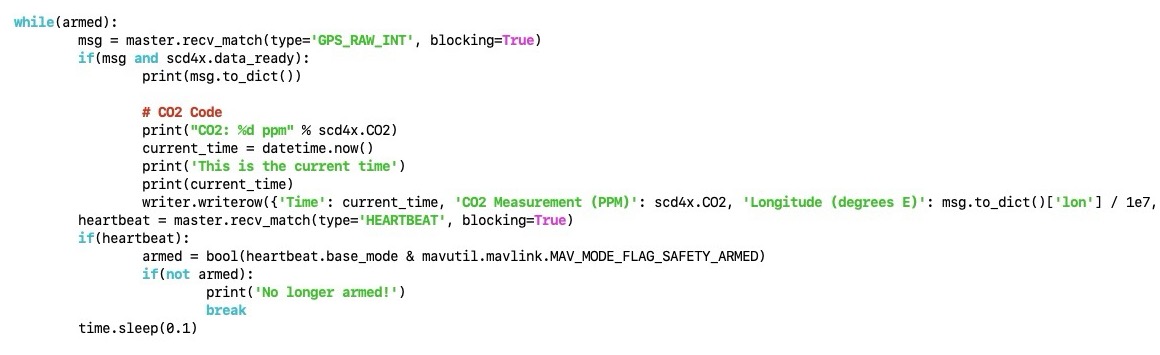 while(armed):
        msg = master.recv_match(type='GPS_RAW_INT', blocking=True)
        if(msg and scd4x.data_ready):
                print(msg.to_dict())

                # CO2 Code
                print("CO2: %d ppm" % scd4x.CO2)
                current_time = datetime.now()
                print('This is the current time')
                print(current_time)
                writer.writerow({'Time': current_time, 'CO2 Measurement (PPM)': scd4x.CO2, 'Longitude (degrees E)': msg.to_dict()['lon'] / 1e7,
        heartbeat = master.recv_match(type='HEARTBEAT', blocking=True)
        if(heartbeat):
                armed = bool(heartbeat.base_mode & mavutil.mavlink.MAV_MODE_FLAG_SAFETY_ARMED)
                if(not armed):
                        print('No longer armed!')
                        break
        time.sleep(0.1)